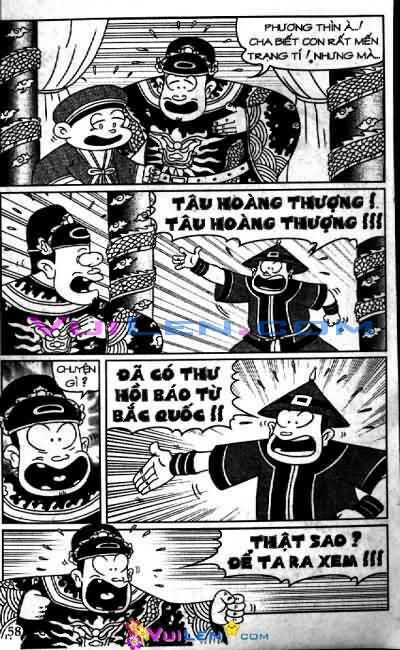 PHƯƠNG THÌN À..!
CHA BIẾT CON RẤT MẾN
TRẠNG TÍ! NHƯNG MÀ...
TÂU HOÀNG THƯỢNG!
TÂU HOÀNG THƯỢNG!!!
VUILEN.COM
CHUYỆN
GÌ?
ĐÃ CÓ THƯ
HỒI BÁO TỪ
BẮC QUỐC!!
THẬT SAO?
ĐỂ TA RA XEM!!!
58
VUILEN
.COM